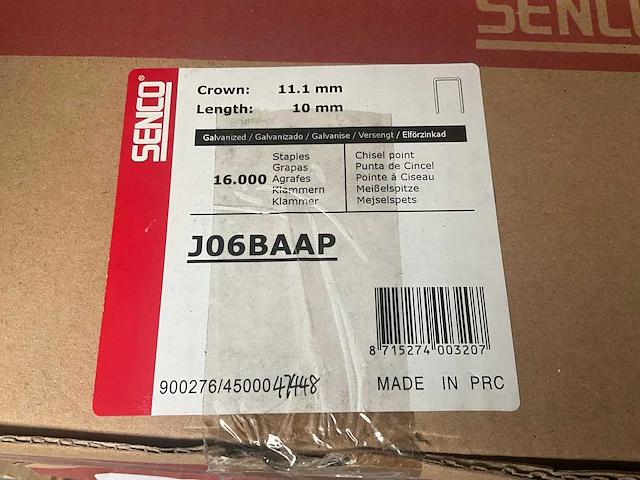 SENCO
SENCO®
Crown: 11.1 mm
Length: 10 mm
Galvanized / Galvanizado / Galvanise / Versengt / Elförzinkad
16.000
Staples
Grapas
Agrafes
Klammern
Klammer
Chisel point
Punta de Cincel
Pointe à Ciseau
Meißelspitze
Mejselspets
J06BAAP
8 715274 003207
900276/45000
MADE IN PRC